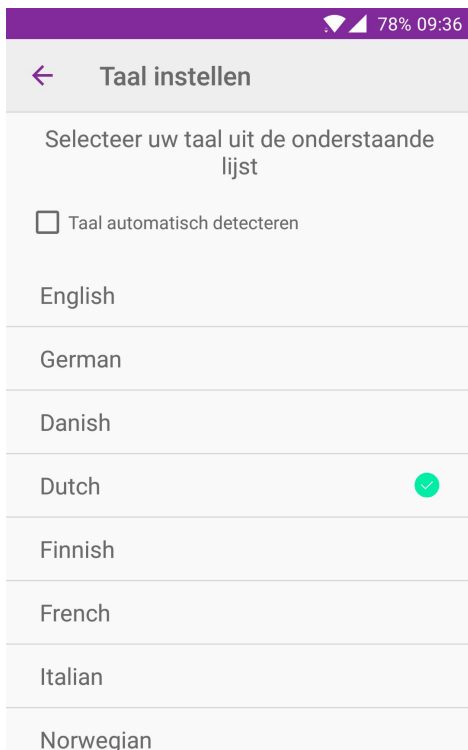 78% 09:36
Taal instellen
Selecteer uw taal uit de onderstaande
lijst
Taal automatisch detecteren
English
German
Danish
Dutch
Finnish
French
Italian
Norwegian